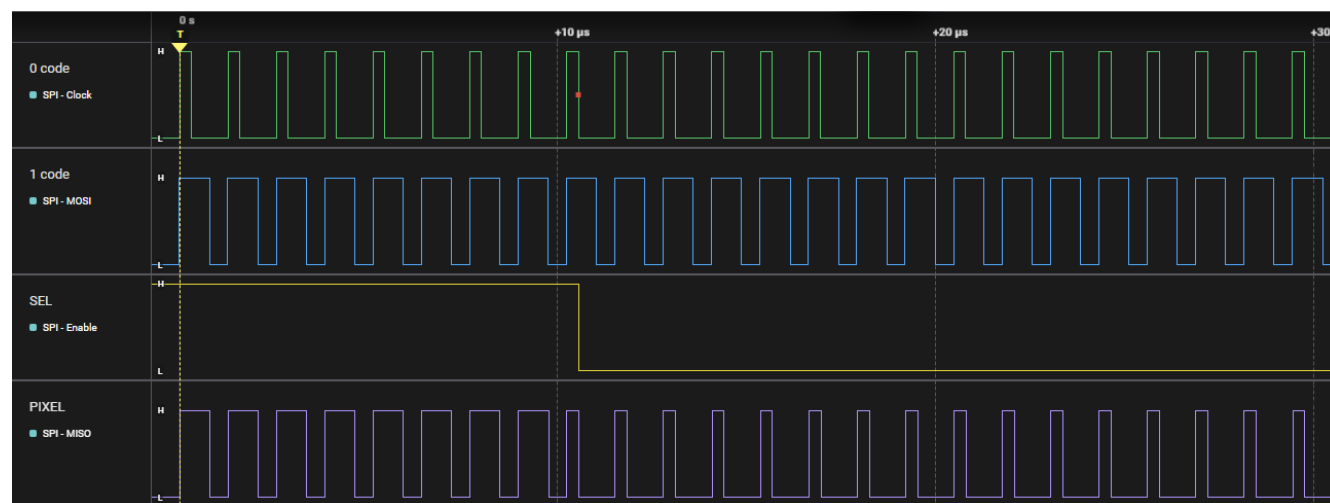 0 s
T
+10 µs
+20 µs
+30
0 code
SPI - Clock
H
L
1 code
SPI - MOSI
H
L
SEL
SPI - Enable
H
L
PIXEL
SPI - MISO
H
L